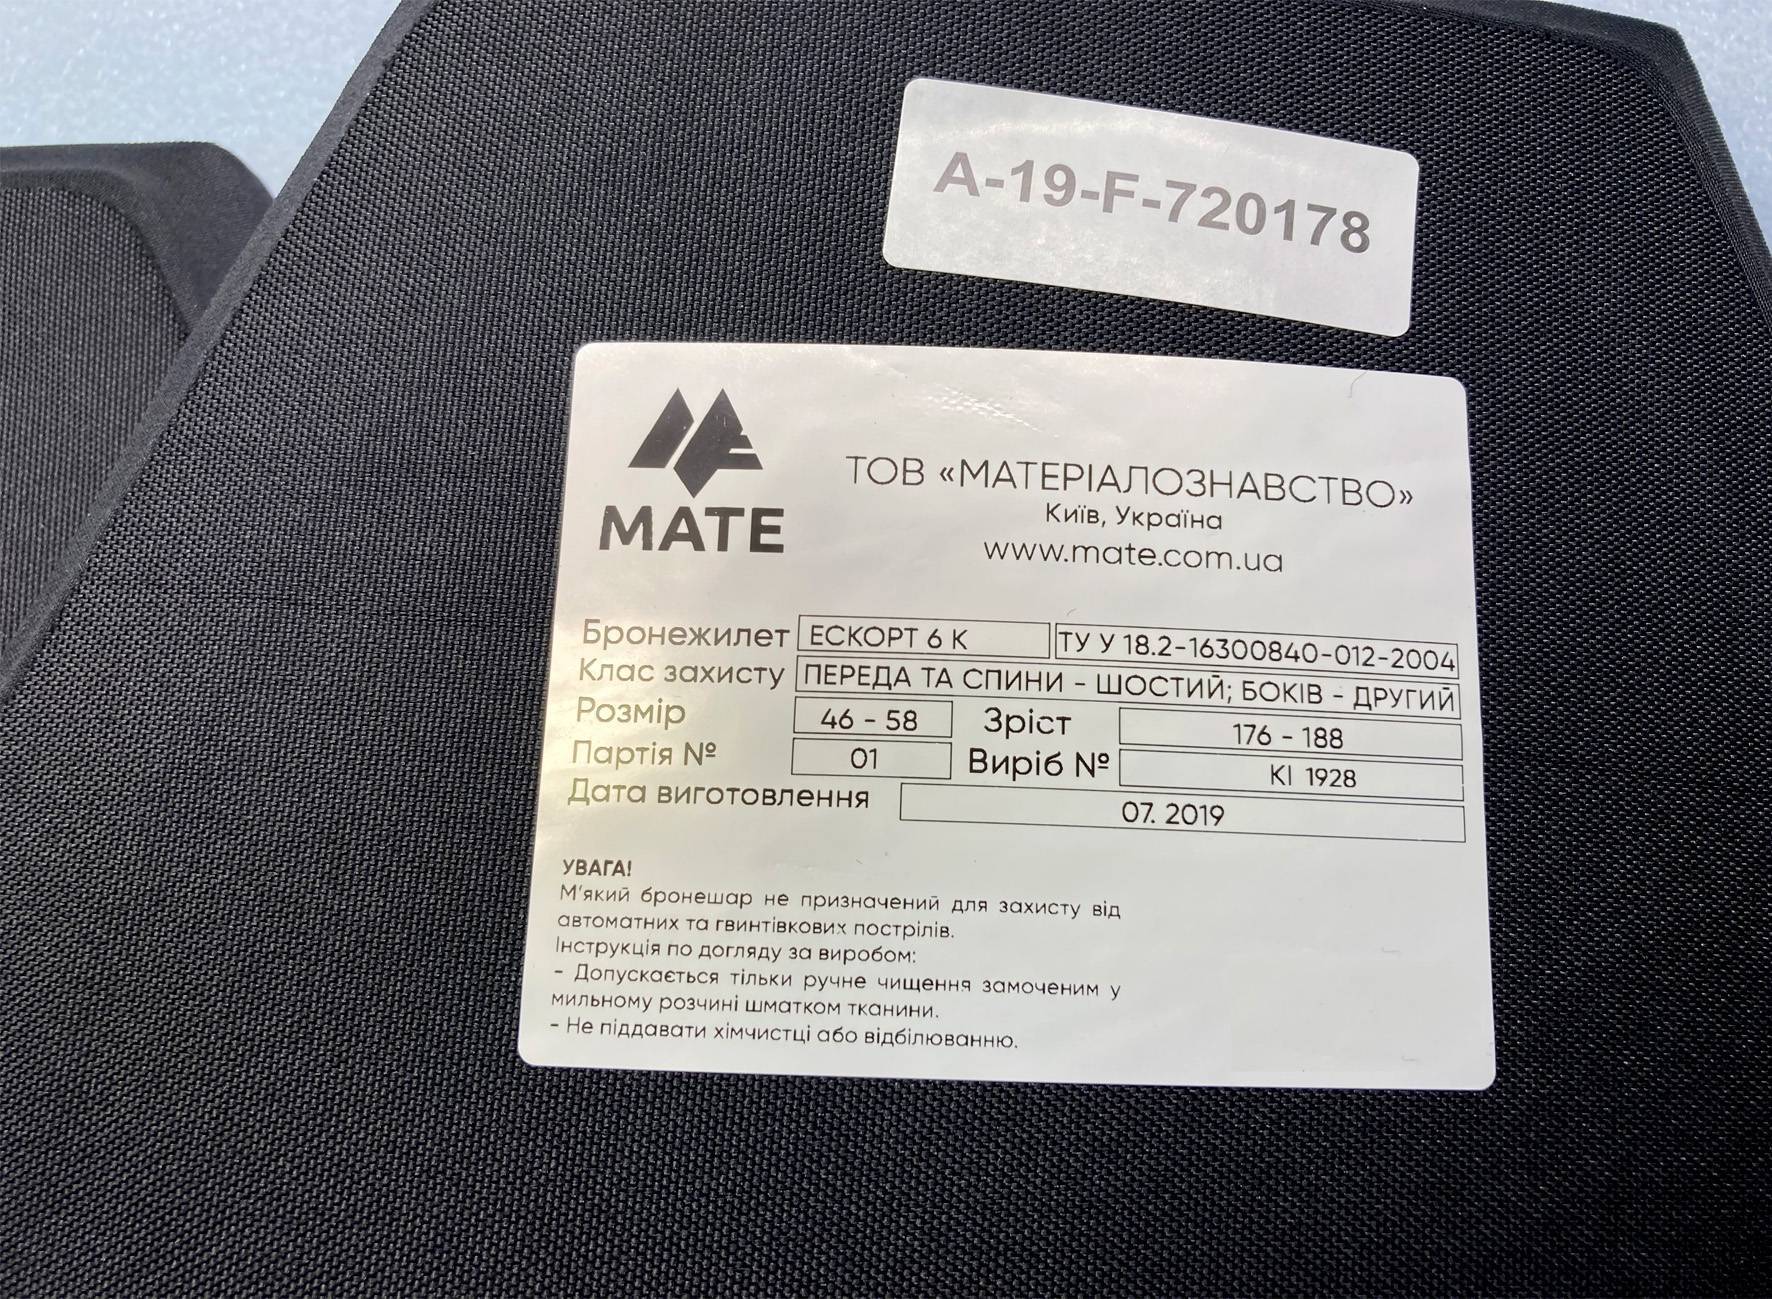 A-19-F-720178
MATE
ТОВ «МАТЕРІАЛОЗНАВСТВО»
Київ, Україна
www.mate.com.ua
Бронежилет ЕСКОРТ 6 К ТУ У 18.2-16300840-012-2004
Клас захисту ПЕРЕДА ТА СПИНИ - ШОСТИЙ; БОКІВ - ДРУГИЙ
Розмір 46 - 58 Зріст 176 - 188
Партія № 01 Виріб № КІ 1928
Дата виготовлення 07. 2019
УВАГА!
М'який бронешар не призначений для захисту від
автоматних та гвинтівкових пострілів.
Інструкція по догляду за виробом:
- Допускається тільки ручне чищення замоченим у
мильному розчині шматком тканини.
- Не піддавати хімчистці або відбілюванню.